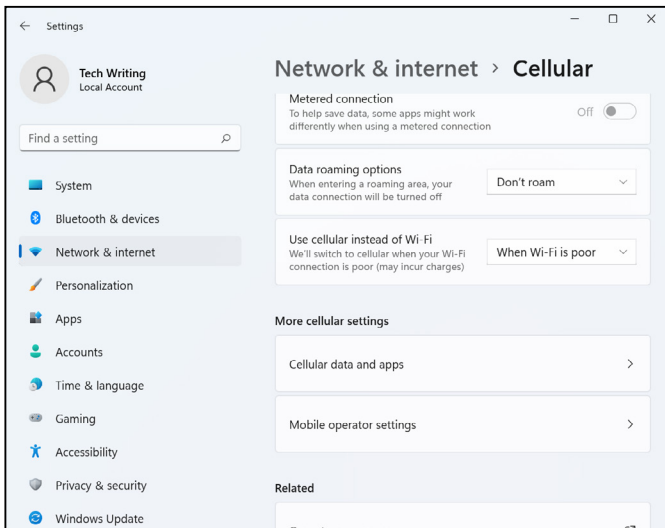 Settings
Tech Writing
Local Account
Find a setting
System
Bluetooth & devices
Network & internet
Personalization
Apps
Accounts
Time & language
Gaming
Accessibility
Privacy & security
Windows Update
Network & internet > Cellular
Metered connection
To help save data, some apps might work
differently when using a metered connection
Off
Data roaming options
When entering a roaming area, your
data connection will be turned off
Don't roam
Use cellular instead of Wi-Fi
We'll switch to cellular when your Wi-Fi
connection is poor (may incur charges)
When Wi-Fi is poor
More cellular settings
Cellular data and apps
Mobile operator settings
Related